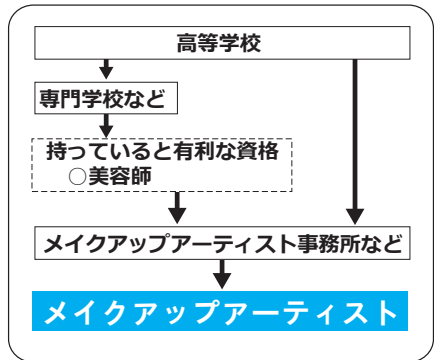 高等学校
専門学校など
持っていると有利な資格
○美容師
メイクアップアーティスト事務所など
メイクアップアーティスト